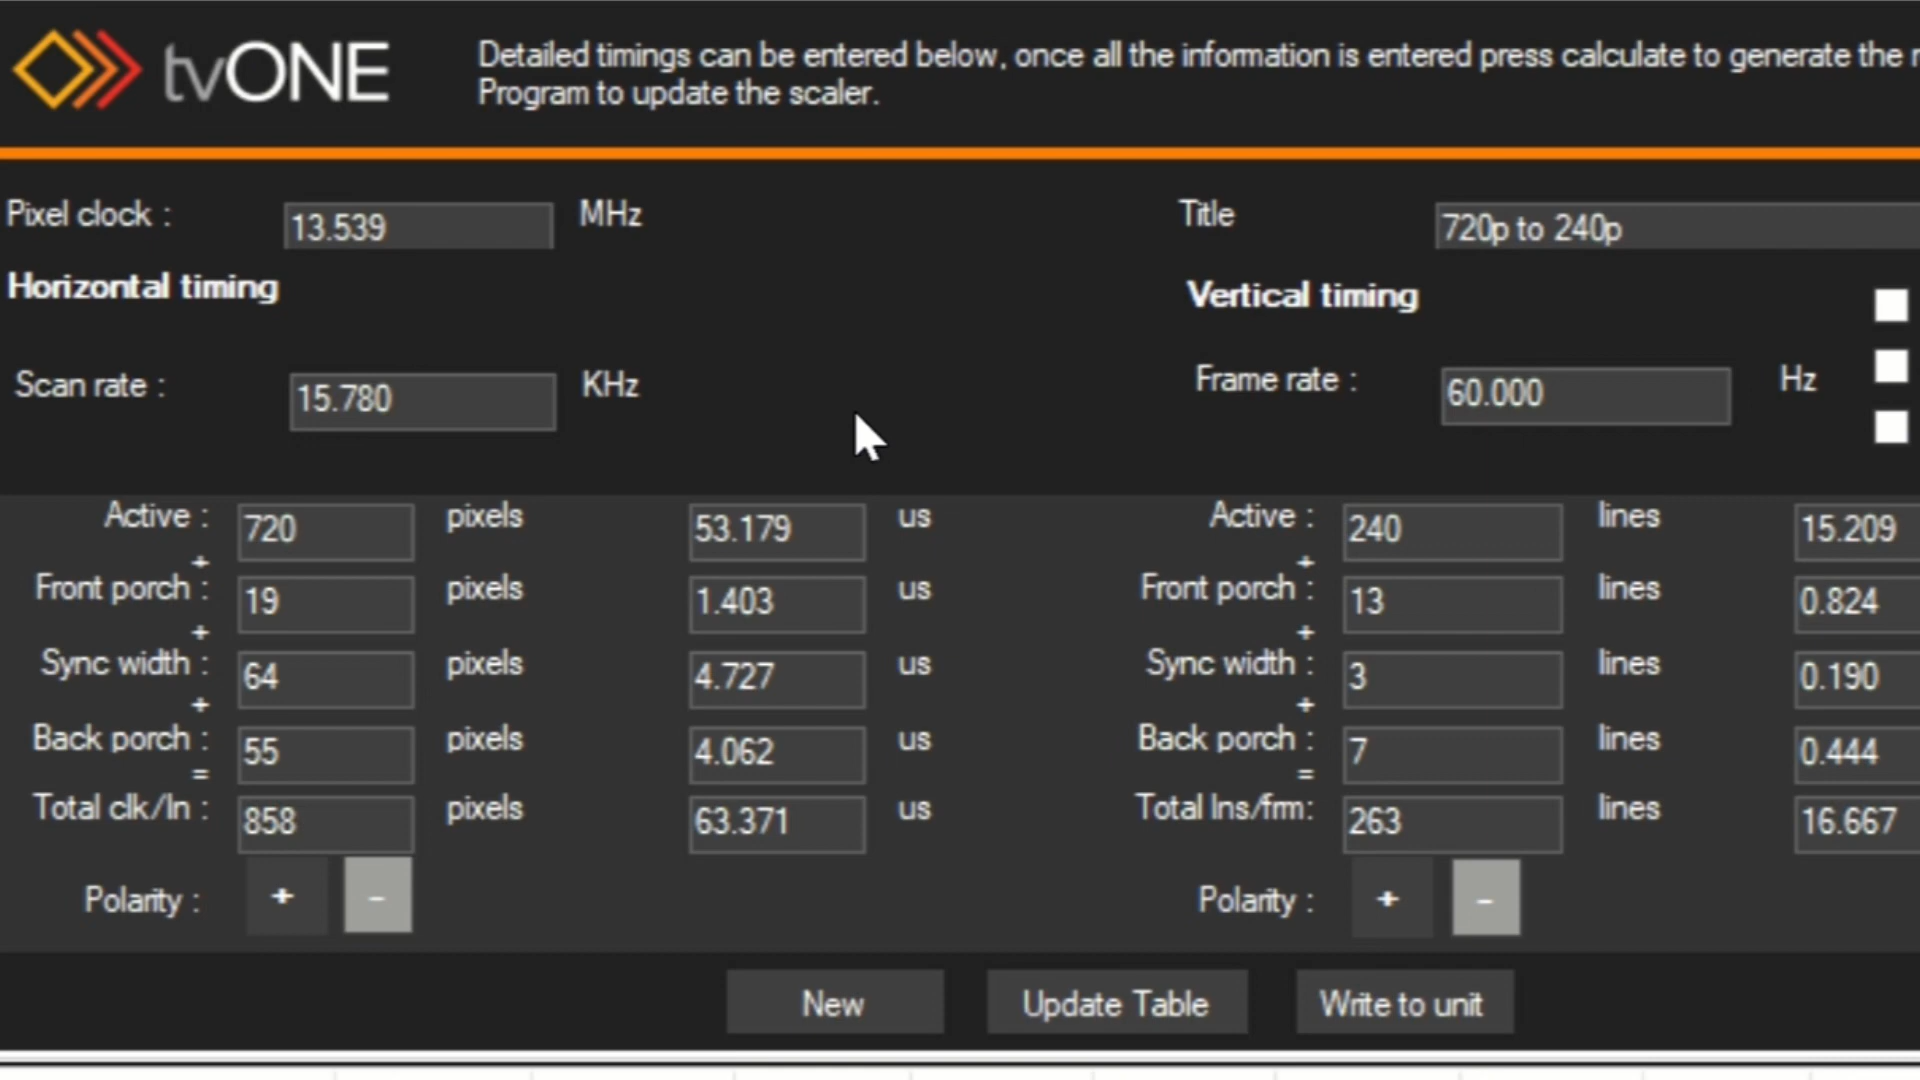 tvONE
Detailed timings can be entered below, once all the information is entered press calculate to generate the
Program to update the scaler.
Pixel clock : 13.539 MHz Title 720p to 240p
Horizontal timing Vertical timing
Scan rate : 15.780 KHz Frame rate : 60.000 Hz
Active : 720 pixels 53.179 us Active : 240 lines 15.209
+ +
Front porch : 19 pixels 1.403 us Front porch : 13 lines 0.824
+ +
Sync width : 64 pixels 4.727 us Sync width : 3 lines 0.190
+ +
Back porch : 55 pixels 4.062 us Back porch : 7 lines 0.444
= =
Total clk/ln : 858 pixels 63.371 us Total lns/frm: 263 lines 16.667
Polarity : + - Polarity : + -
New Update Table Write to unit